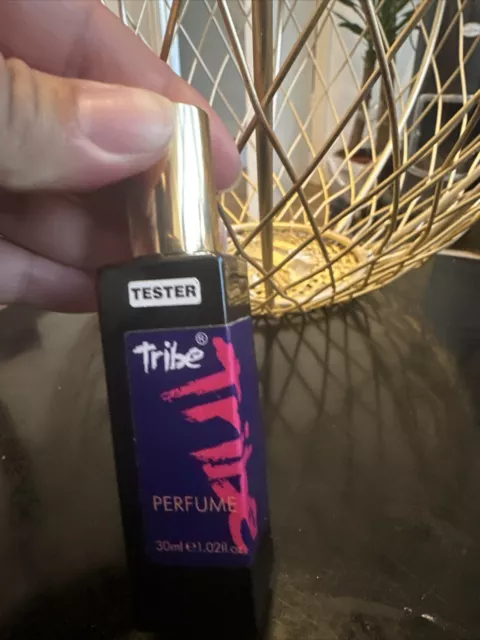 TESTER
Tribe®
Tribe
PERFUME
30ml e 1.02fl.oz